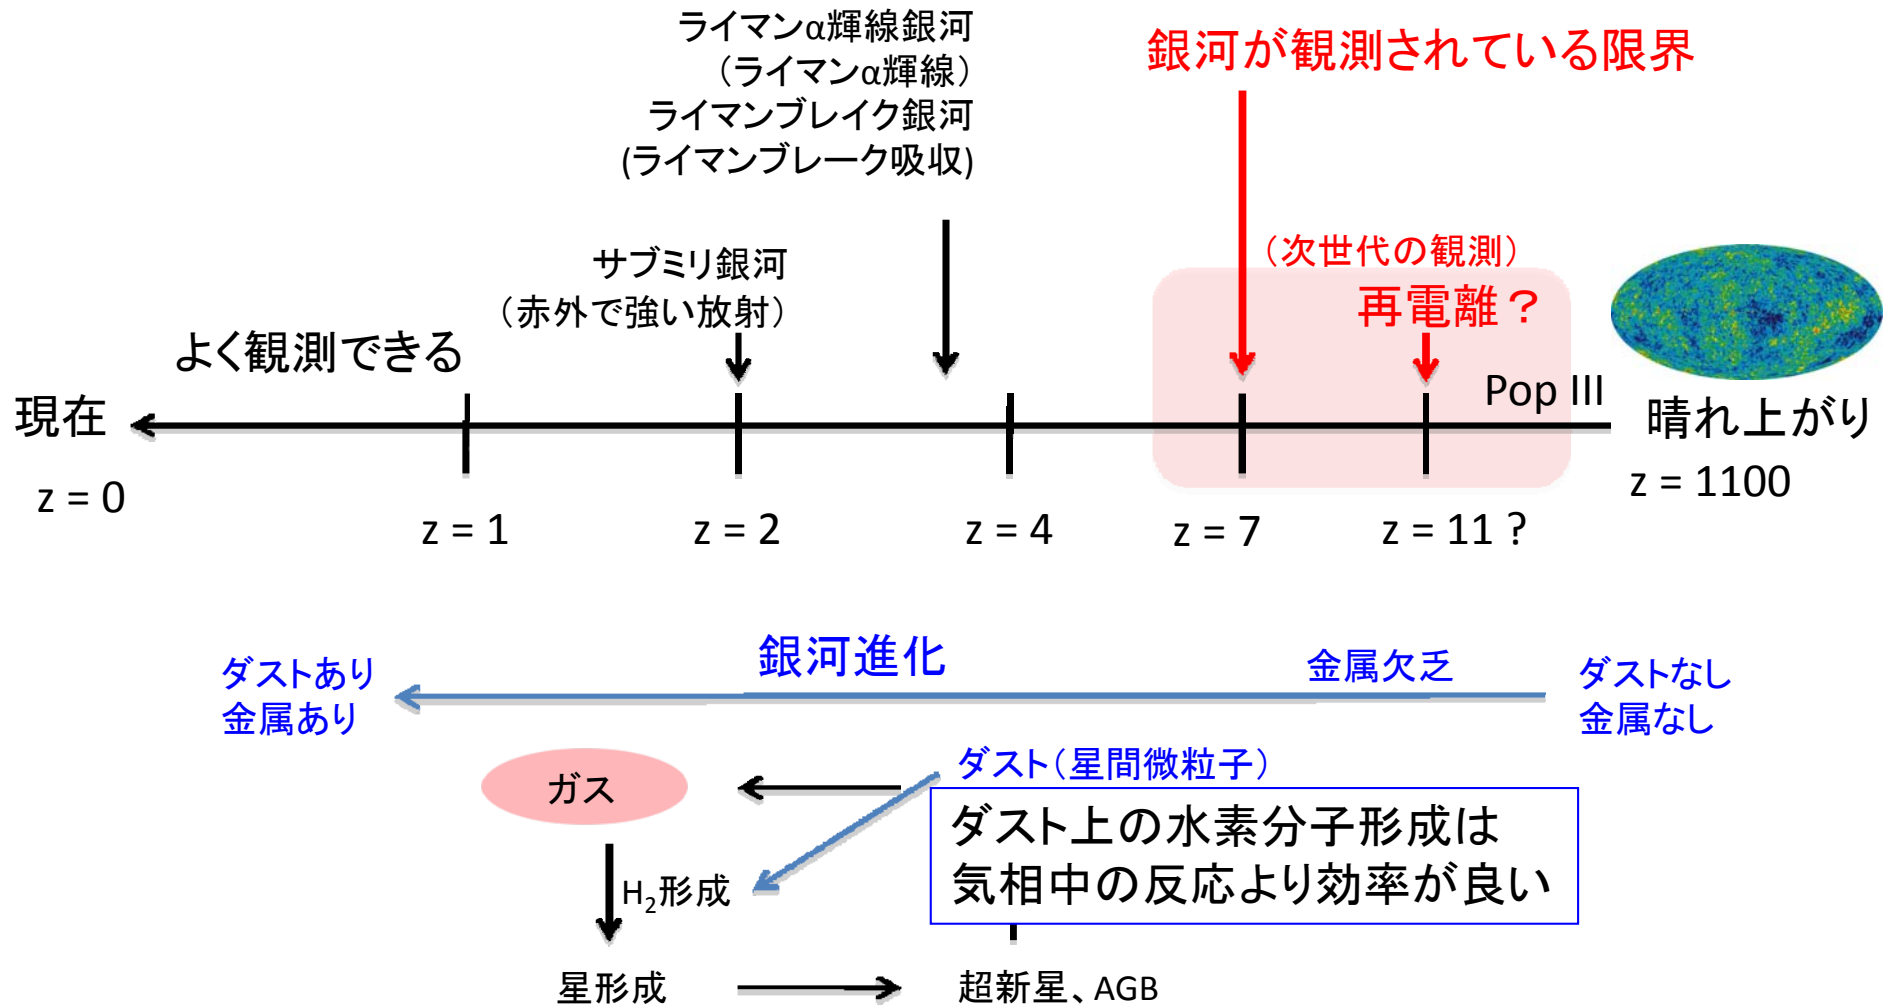 ライマンα輝線銀河
（ライマンα輝線）
ライマンブレイク銀河
(ライマンブレーク吸収)
銀河が観測されている限界
サブミリ銀河
（赤外で強い放射）
（次世代の観測）
再電離？
よく観測できる
Pop III
現在
晴れ上がり
z = 0
z = 1
z = 2
z = 4
z = 7
z = 11 ?
z = 1100
銀河進化
ダストあり
金属あり
金属欠乏
ダストなし
金属なし
ダスト（星間微粒子）
ガス
ダスト上の水素分子形成は
気相中の反応より効率が良い
H₂形成
星形成
超新星、AGB